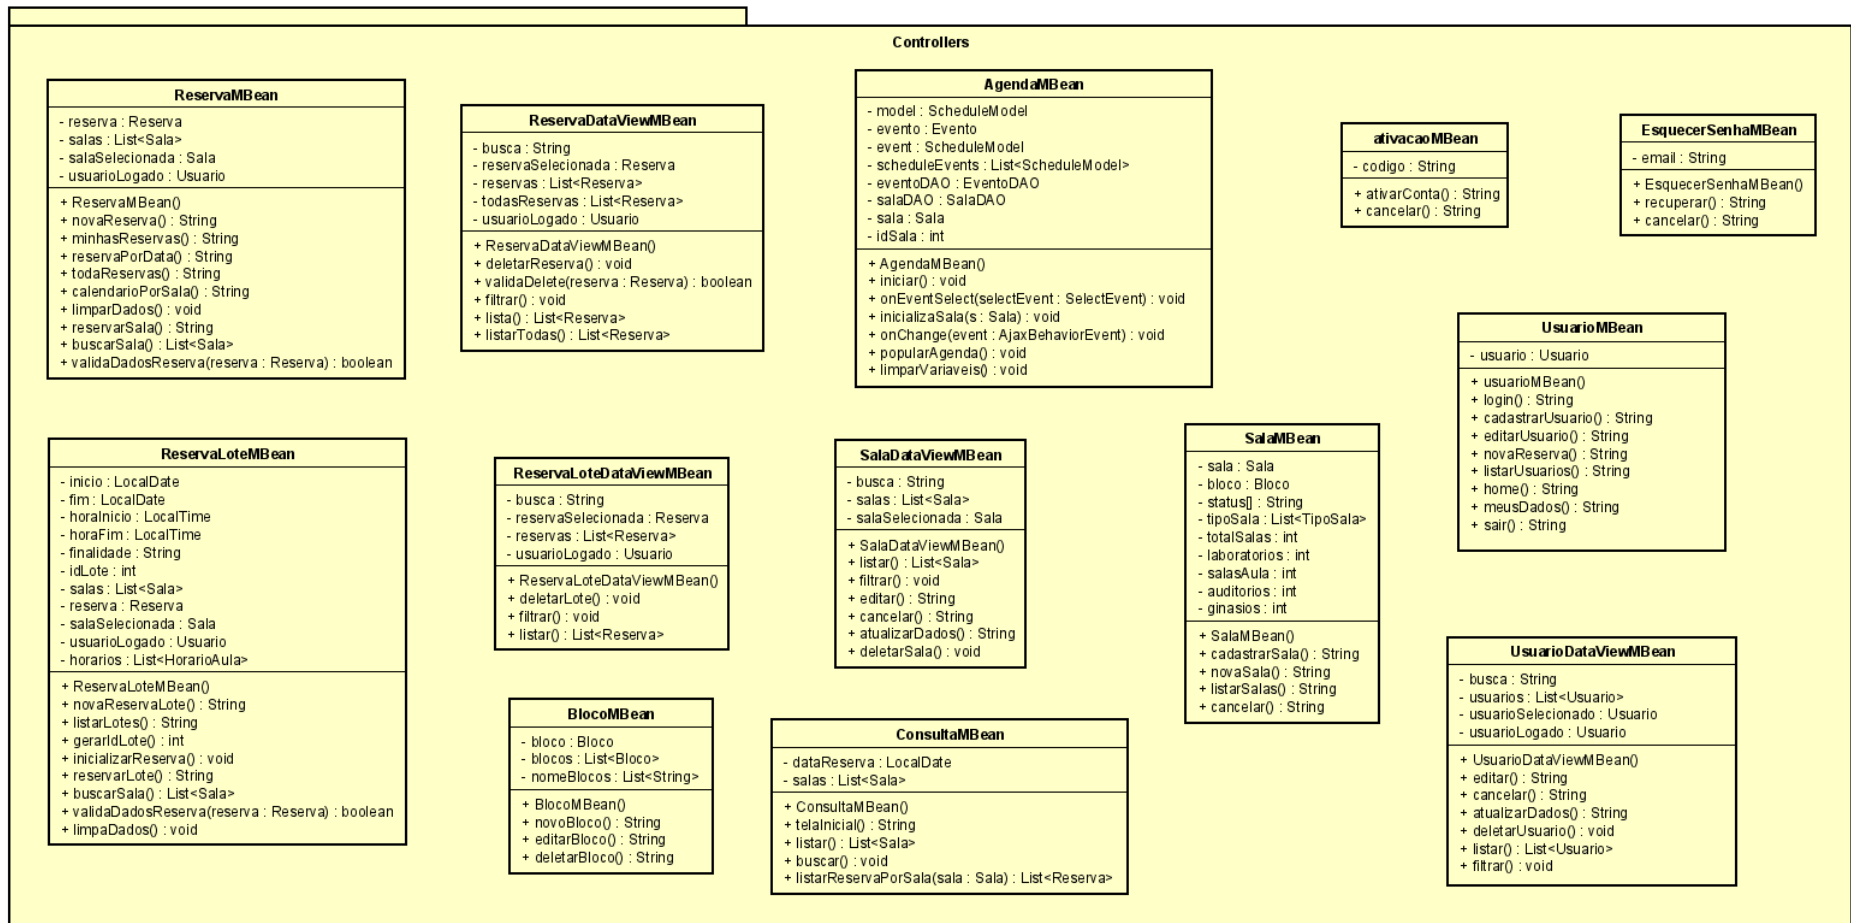 Controllers
ReservaMBean
- reserva : Reserva
- salas : List<Sala>
- salaSelecionada : Sala
- usuarioLogado : Usuario
+ ReservaMBean()
+ novaReserva() : String
+ minhasReservas() : String
+ reservaPorData() : String
+ todaReservas() : String
+ calendarioPorSala() : String
+ limparDados() : void
+ reservarSala() : String
+ buscarSala() : List<Sala>
+ validaDadosReserva(reserva : Reserva) : boolean
ReservaDataViewMBean
- busca : String
- reservaSelecionada : Reserva
- reservas : List<Reserva>
- todasReservas : List<Reserva>
- usuarioLogado : Usuario
+ ReservaDataViewMBean()
+ deletarReserva() : void
+ validaDelete(reserva : Reserva) : boolean
+ filtrar() : void
+ lista() : List<Reserva>
+ listarTodas() : List<Reserva>
AgendaMBean
- model : ScheduleModel
- evento : Evento
- event : ScheduleModel
- scheduleEvents : List<ScheduleModel>
- eventoDAO : EventoDAO
- salaDAO : SalaDAO
- sala : Sala
- idSala : int
+ AgendaMBean()
+ iniciar() : void
+ onEventSelect(selectEvent : SelectEvent) : void
+ inicializaSala(s : Sala) : void
+ onChange(event : AjaxBehaviorEvent) : void
+ popularAgenda() : void
+ limparVariaveis() : void
ativacaoMBean
- codigo : String
+ ativarConta() : String
+ cancelar() : String
EsquecerSenhaMBean
- email : String
+ EsquecerSenhaMBean()
+ recuperar() : String
+ cancelar() : String
UsuarioMBean
- usuario : Usuario
+ usuarioMBean()
+ login() : String
+ cadastrarUsuario() : String
+ editarUsuario() : String
+ novaReserva() : String
+ listarUsuarios() : String
+ home() : String
+ meusDados() : String
+ sair() : String
ReservaLoteMBean
- inicio : LocalDate
- fim : LocalDate
- horaInicio : LocalTime
- horaFim : LocalTime
- finalidade : String
- idLote : int
- salas : List<Sala>
- reserva : Reserva
- salaSelecionada : Sala
- usuarioLogado : Usuario
- horarios : List<HorarioAula>
+ ReservaLoteMBean()
+ novaReservaLote() : String
+ listarLotes() : String
+ gerarIdLote() : int
+ inicializarReserva() : void
+ reservarLote() : String
+ buscarSala() : List<Sala>
+ validaDadosReserva(reserva : Reserva) : boolean
+ limpaDados() : void
ReservaLoteDataViewMBean
- busca : String
- reservaSelecionada : Reserva
- reservas : List<Reserva>
- usuarioLogado : Usuario
+ ReservaLoteDataViewMBean()
+ deletarLote() : void
+ filtrar() : void
+ listar() : List<Reserva>
SalaDataViewMBean
- busca : String
- salas : List<Sala>
- salaSelecionada : Sala
+ SalaDataViewMBean()
+ listar() : List<Sala>
+ filtrar() : void
+ editar() : String
+ cancelar() : String
+ atualizarDados() : String
+ deletarSala() : void
SalaMBean
- sala : Sala
- bloco : Bloco
- status[] : String
- tipoSala : List<TipoSala>
- totalSalas : int
- laboratorios : int
- salasAula : int
- auditorios : int
- ginasios : int
+ SalaMBean()
+ cadastrarSala() : String
+ novaSala() : String
+ listarSalas() : String
+ cancelar() : String
UsuarioDataViewMBean
- busca : String
- usuarios : List<Usuario>
- usuarioSelecionado : Usuario
- usuarioLogado : Usuario
+ UsuarioDataViewMBean()
+ editar() : String
+ cancelar() : String
+ atualizarDados() : String
+ deletarUsuario() : void
+ listar() : List<Usuario>
+ filtrar() : void
BlocoMBean
- bloco : Bloco
- blocos : List<Bloco>
- nomeBlocos : List<String>
+ BlocoMBean()
+ novoBloco() : String
+ editarBloco() : String
+ deletarBloco() : String
ConsultaMBean
- dataReserva : LocalDate
- salas : List<Sala>
+ ConsultaMBean()
+ telaInicial() : String
+ listar() : List<Sala>
+ buscar() : void
+ listarReservaPorSala(sala : Sala) : List<Reserva>